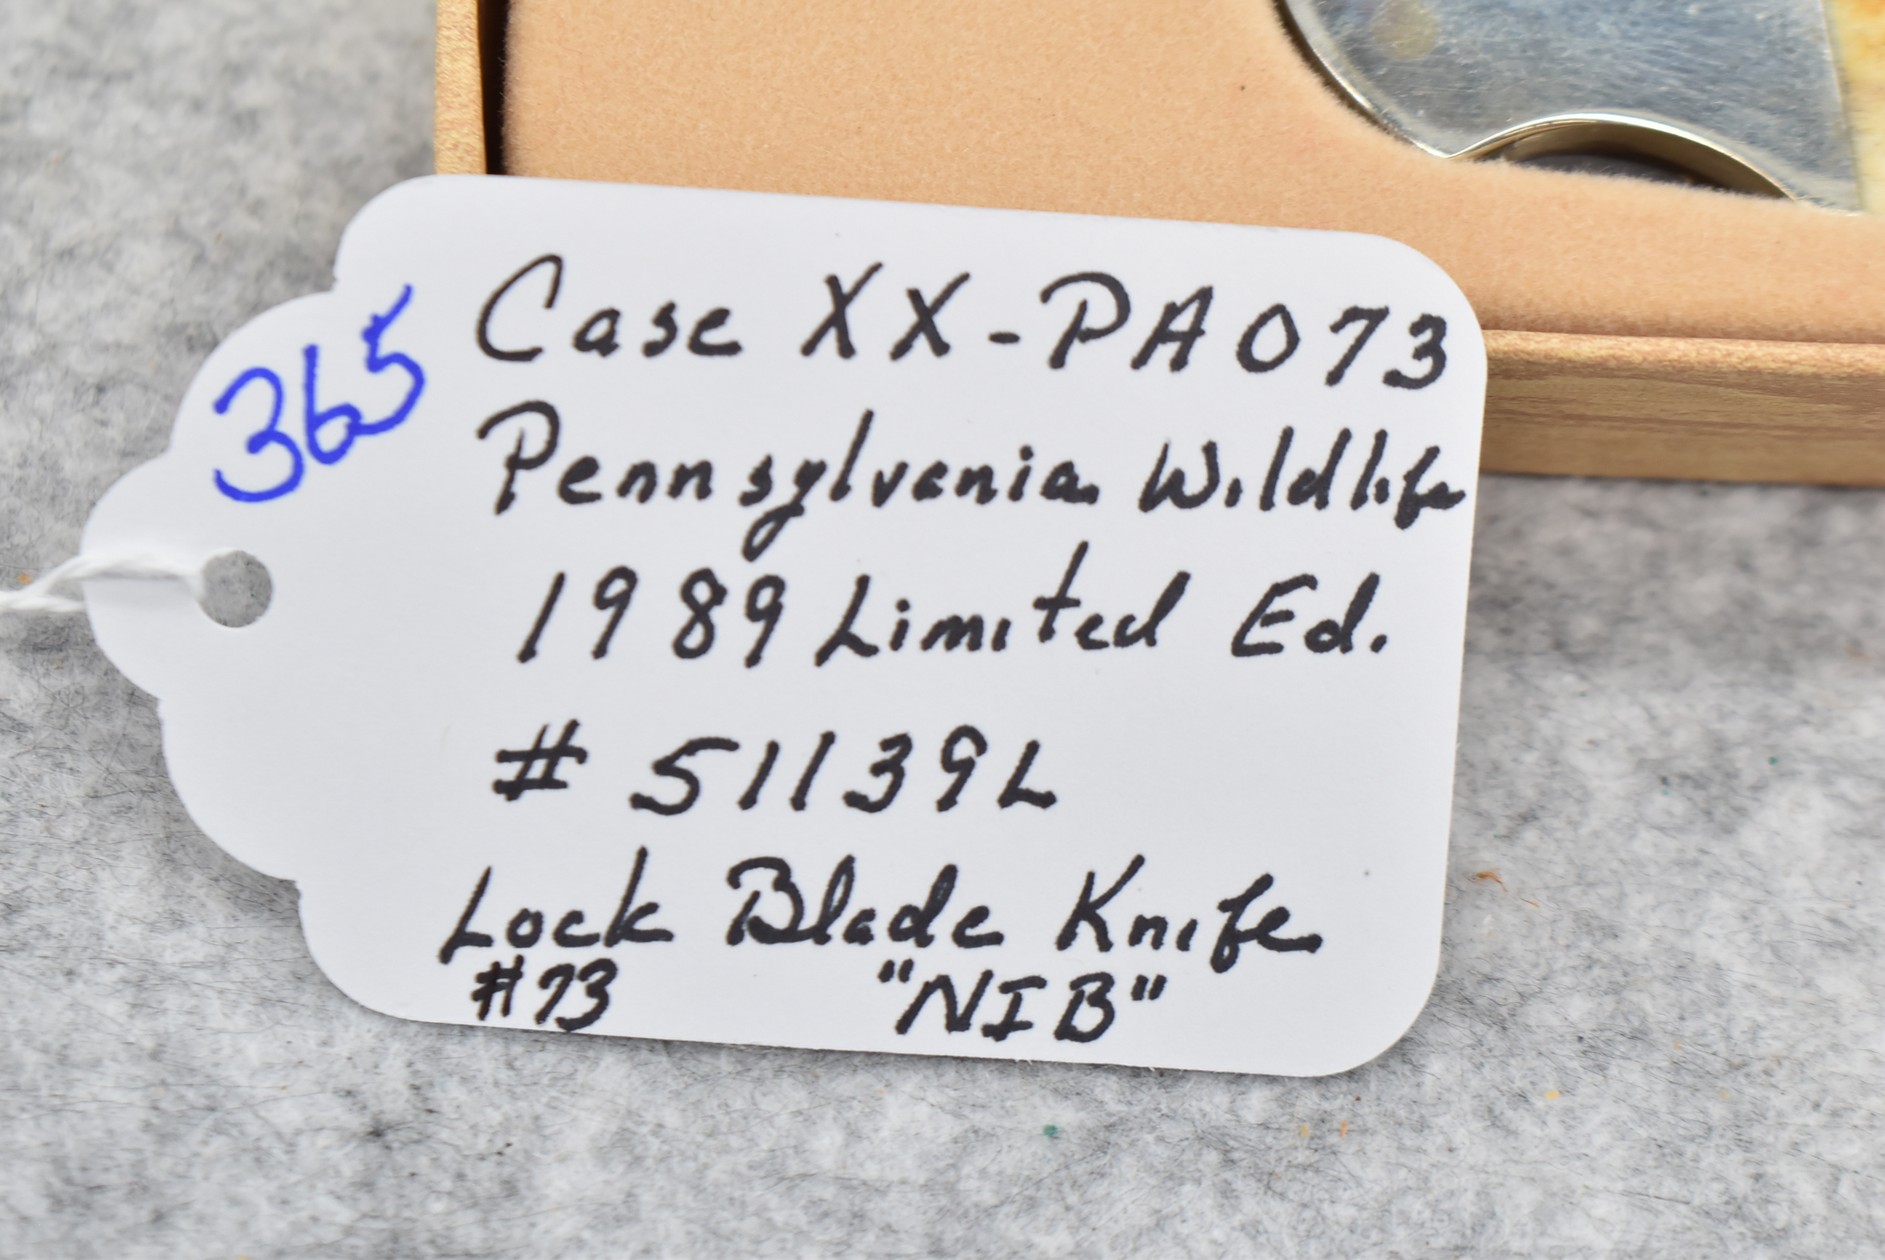 365
Case XX-PA073
Pennsylvania Wildlife
1989 Limited Ed.
# 51139L
Lock Blade Knife
#73 "NIB"